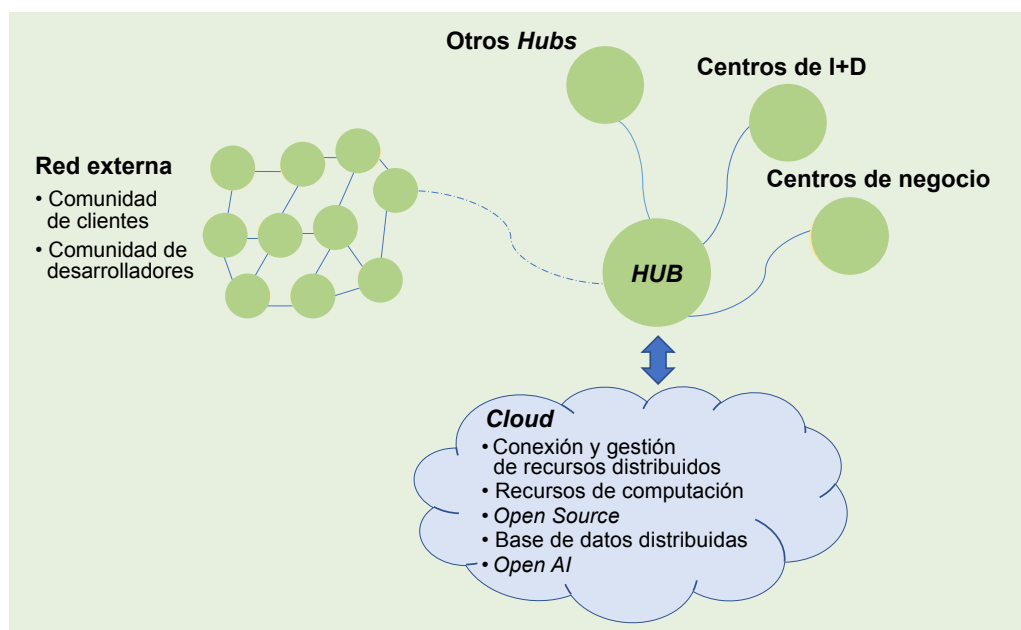 Otros Hubs
Centros de I+D
Centros de negocio
Red externa
• Comunidad
de clientes
• Comunidad de
desarrolladores
HUB
Cloud
• Conexión y gestión
de recursos distribuidos
• Recursos de computación
• Open Source
• Base de datos distribuidas
• Open AI